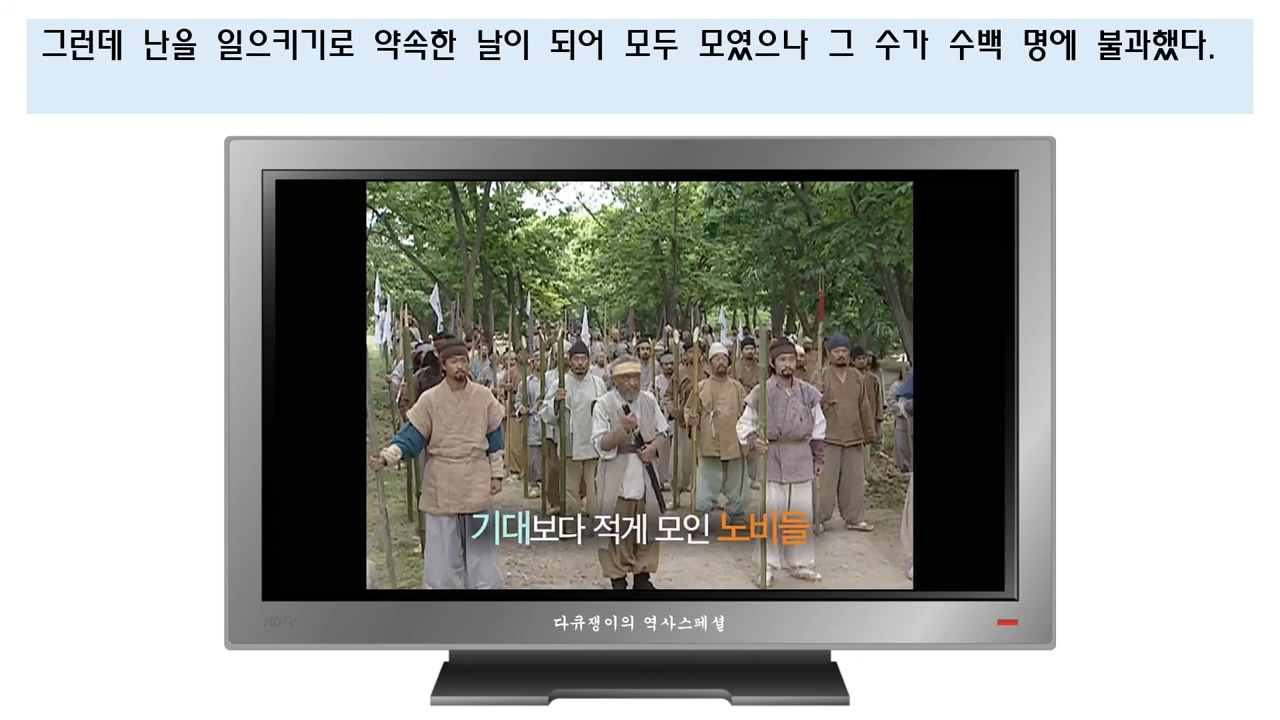 그런데 난을 일으키기로 약속한 날이 되어 모두 모였으나 그 수가 수백 명에 불과했다.
기대보다 적게 모인 노비들
HDTV
다큐쟁이의 역사스페셜